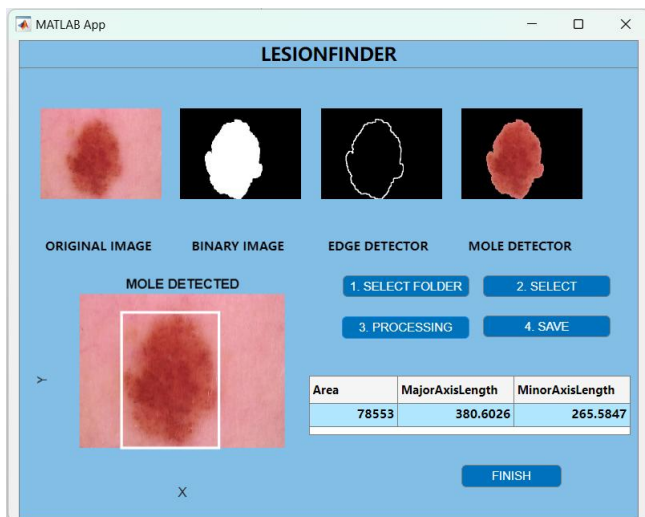 MATLAB App
LESIONFINDER
ORIGINAL IMAGE BINARY IMAGE EDGE DETECTOR MOLE DETECTOR
MOLE DETECTED
Y
X
1. SELECT FOLDER 2. SELECT
3. PROCESSING 4. SAVE
Area MajorAxisLength MinorAxisLength
78553 380.6026 265.5847
FINISH